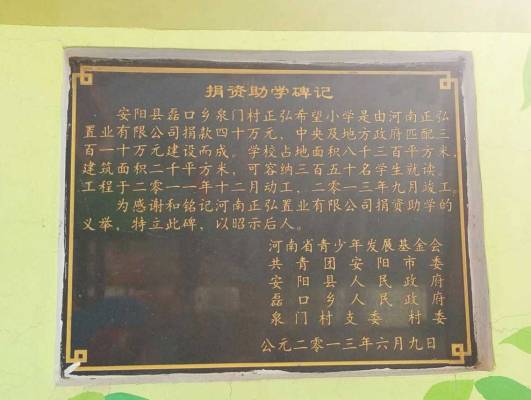 捐资助学碑记
安阳县磊口乡泉门村正弘希望小学是由河南正弘
置业有限公司捐款四十万元，中央及地方政府匹配三
百一十万元建设而成。学校占地面积八千三百平方米，
建筑面积二千平方米，可容纳三百五十名学生就读。
工程于二零一一年十二月动工，二零一三年九月竣工。
为感谢和铭记河南正弘置业有限公司捐资助学的
义举，特立此碑，以昭示后人。
河南省青少年发展基金会
共青团安阳市委
安阳县人民政府
磊口乡人民政府
泉门村支委 村委
公元二零一三年六月九日